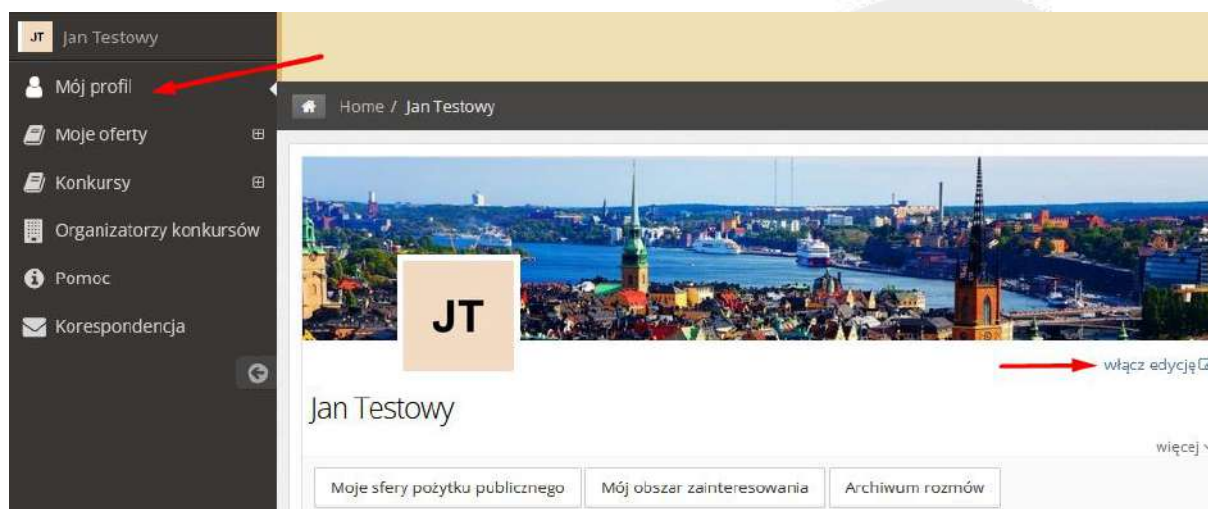 JT Jan Testowy
Mój profil
Moje oferty
Konkursy
Organizatorzy konkursów
Pomoc
Korespondencja
Home / Jan Testowy
JT
włącz edycję
Jan Testowy
więcej
Moje sfery pożytku publicznego
Mój obszar zainteresowania
Archiwum rozmów